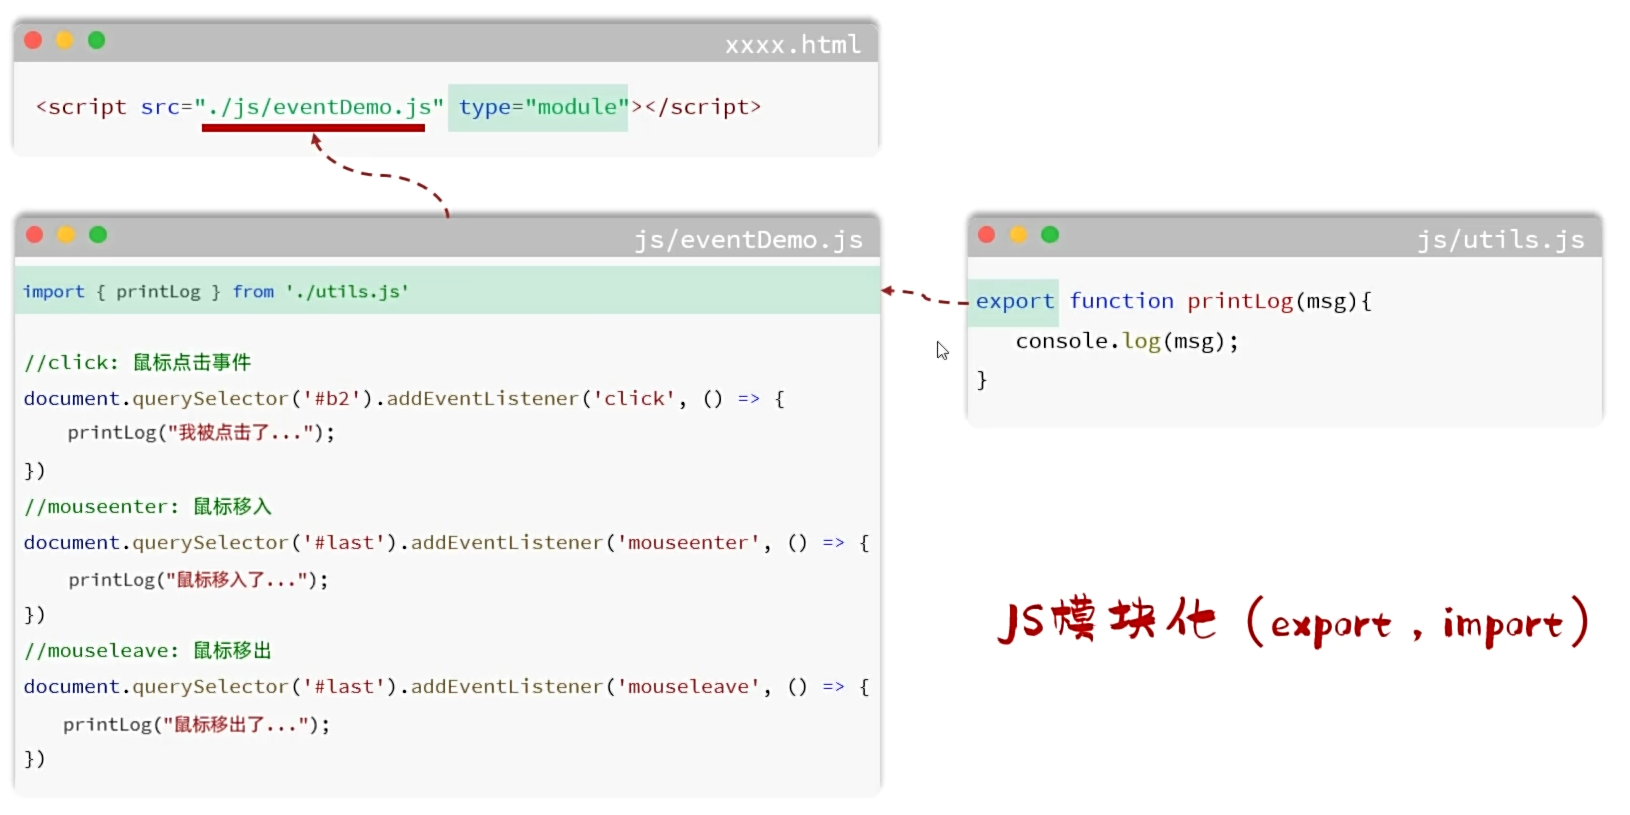 xxxx.html
<script src="./js/eventDemo.js" type="module"></script>
js/eventDemo.js
import { printLog } from './utils.js'
//click: 鼠标点击事件
document.querySelector('#b2').addEventListener('click', () => {
printLog("我被点击了...");
})
//mouseenter: 鼠标移入
document.querySelector('#last').addEventListener('mouseenter', () => {
printLog("鼠标移入了...");
})
//mouseleave: 鼠标移出
document.querySelector('#last').addEventListener('mouseleave', () => {
printLog("鼠标移出了...");
})
js/utils.js
export function printLog(msg){
console.log(msg);
}
JS模块化（export , import）